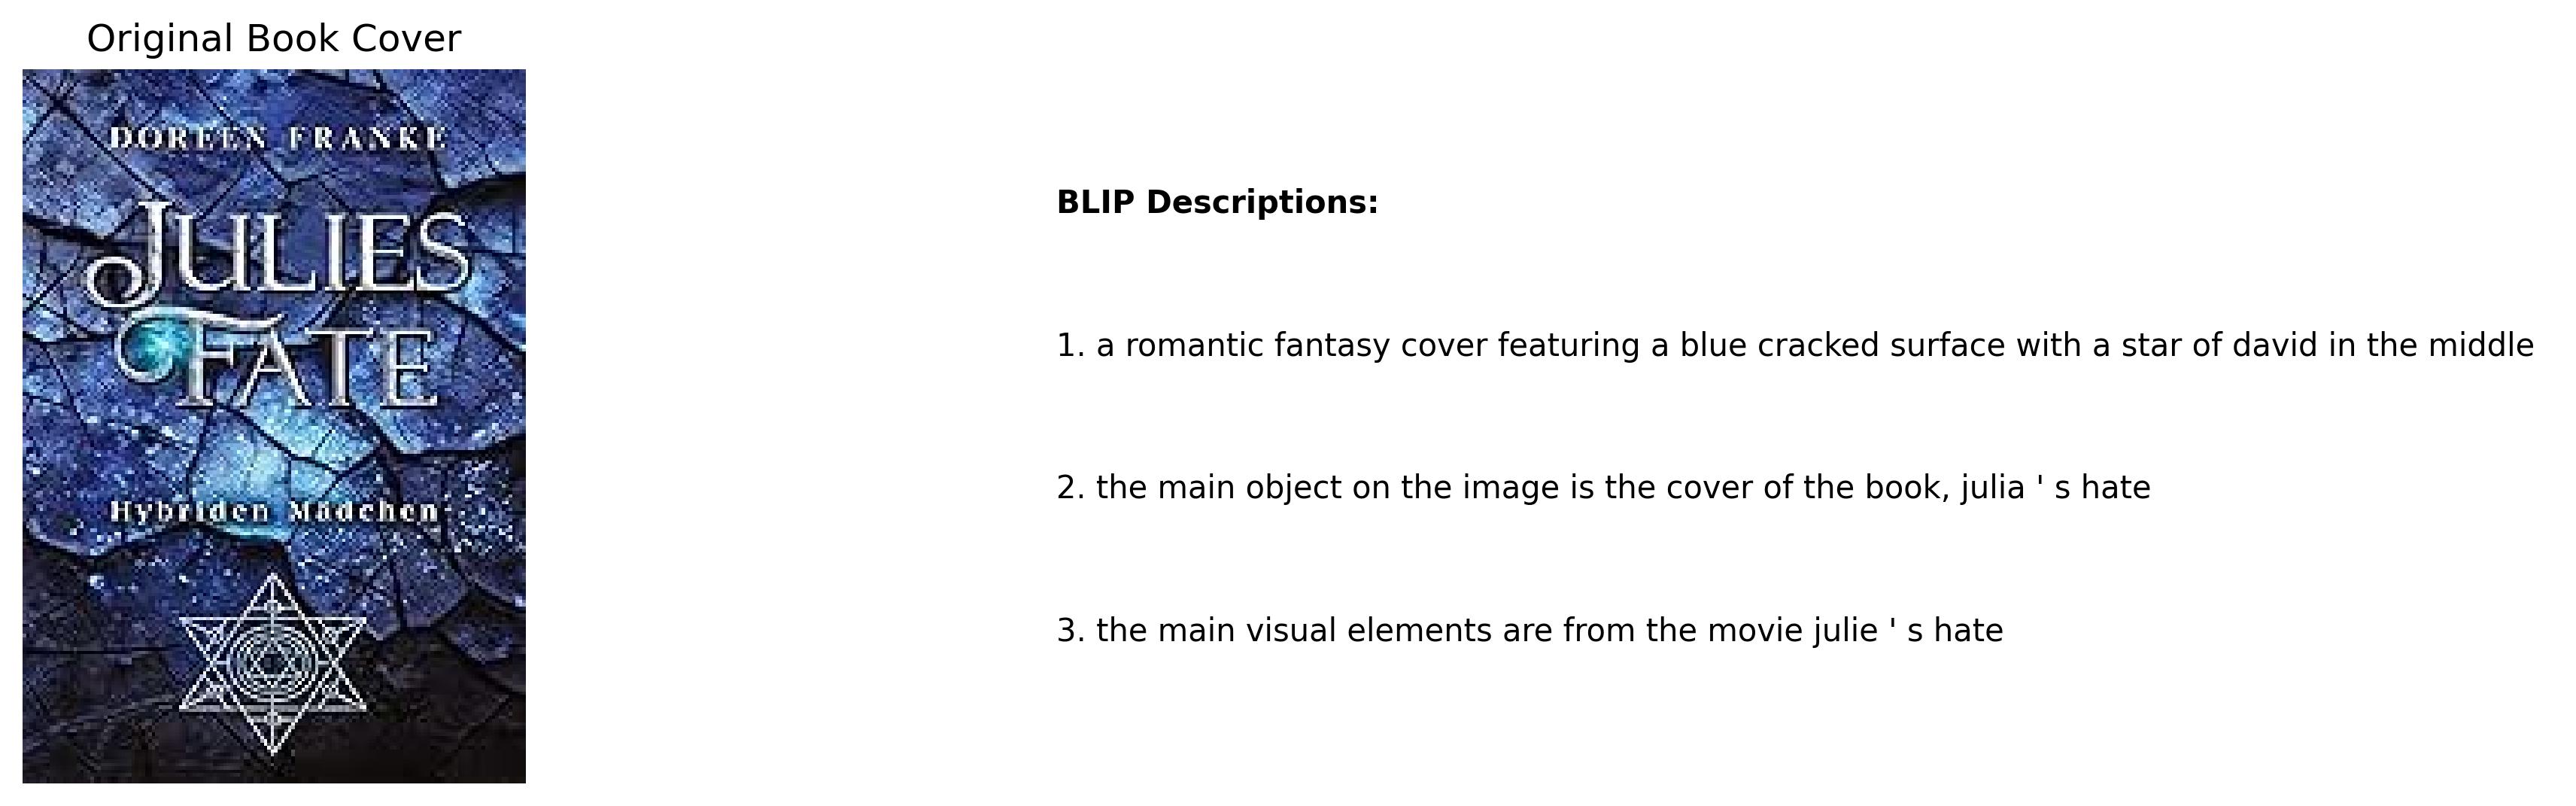 Original Book Cover
DOREEN FRANKE
JULIES
FATE
Hybriden Mädchen
BLIP Descriptions:
1. a romantic fantasy cover featuring a blue cracked surface with a star of david in the middle
2. the main object on the image is the cover of the book, julia ' s hate
3. the main visual elements are from the movie julie ' s hate